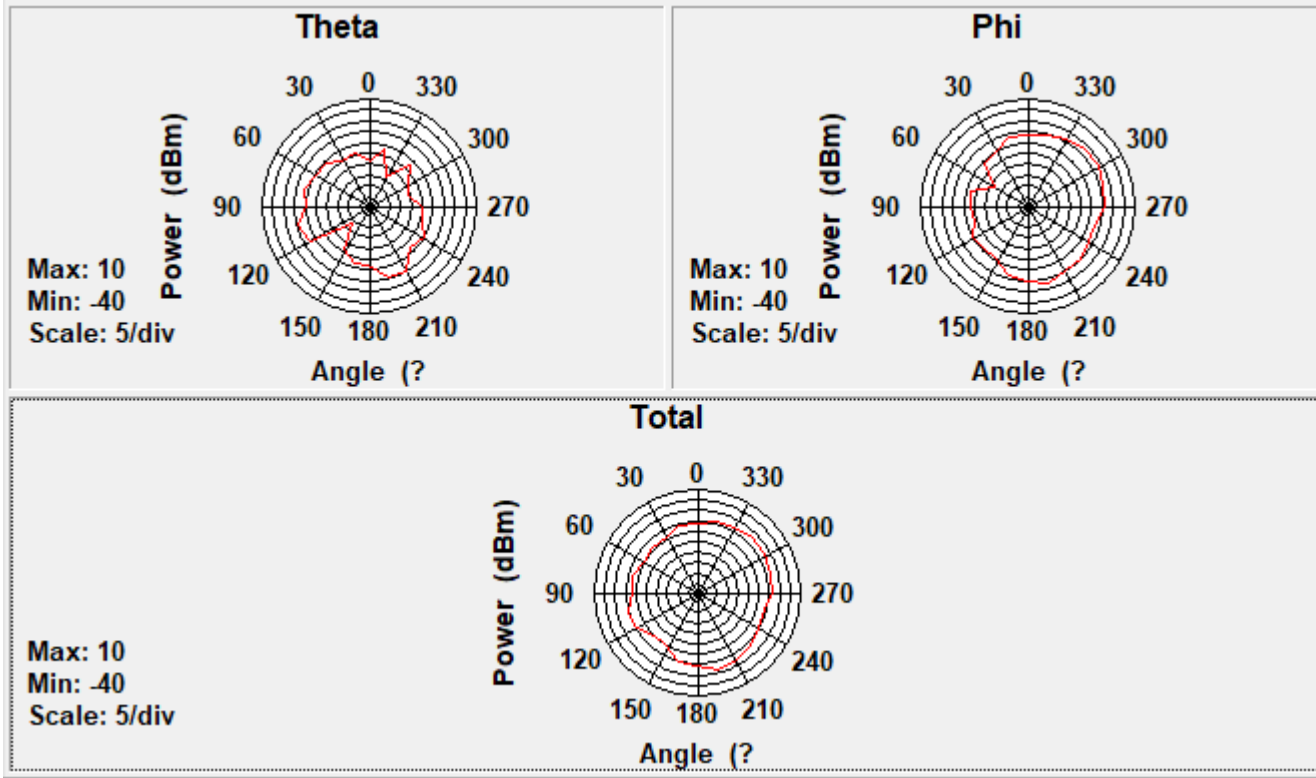 Theta
0
30
330
60
300
90
270
120
240
150
210
180
Power (dBm)
Max: 10
Min: -40
Scale: 5/div
Angle (?
Phi
0
30
330
60
300
90
270
120
240
150
210
180
Power (dBm)
Max: 10
Min: -40
Scale: 5/div
Angle (?
Total
0
30
330
60
300
90
270
120
240
150
210
180
Power (dBm)
Max: 10
Min: -40
Scale: 5/div
Angle (?